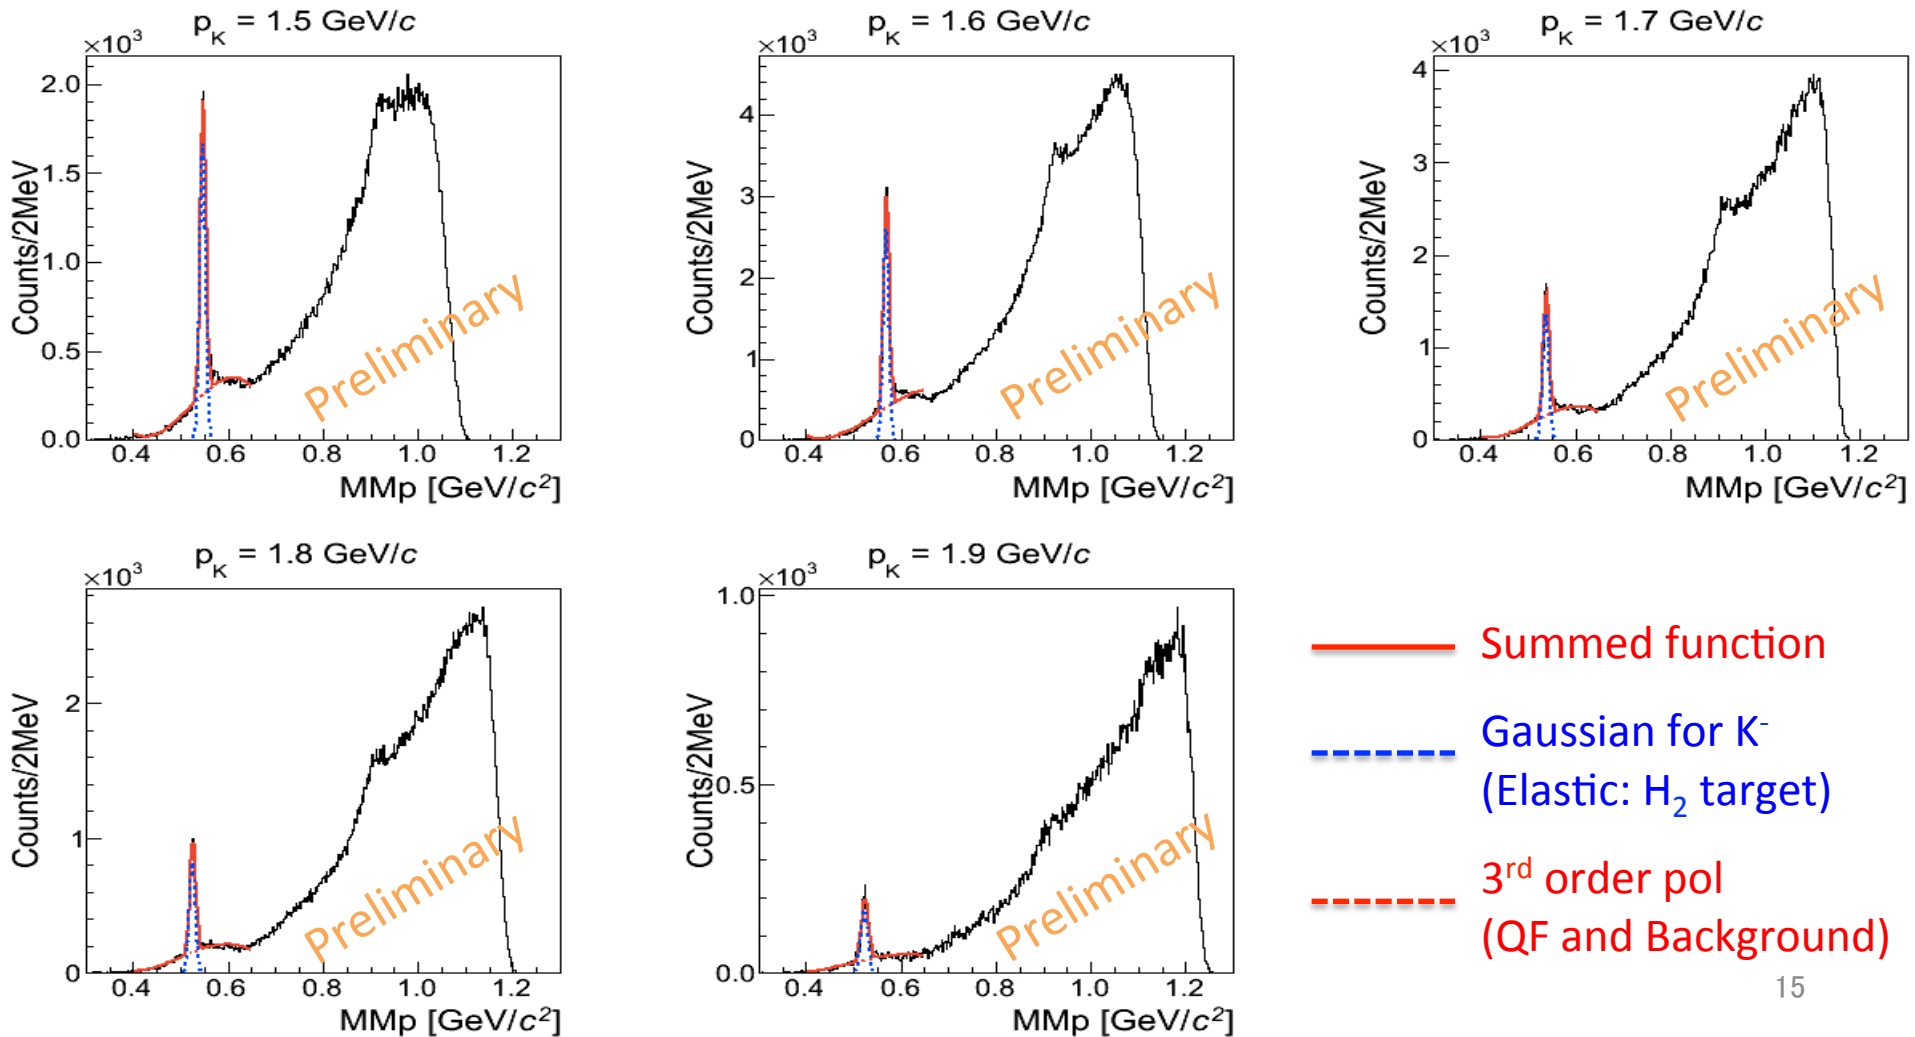 p_K = 1.5 GeV/c
×10³
2.0
1.5
1.0
0.5
0.0
0.4 0.6 0.8 1.0 1.2
Counts/2MeV
MMp [GeV/c²]
Preliminary
p_K = 1.6 GeV/c
×10³
4
3
2
1
0
0.4 0.6 0.8 1.0 1.2
Counts/2MeV
MMp [GeV/c²]
Preliminary
p_K = 1.7 GeV/c
×10³
4
3
2
1
0
0.4 0.6 0.8 1.0 1.2
Counts/2MeV
MMp [GeV/c²]
Preliminary
p_K = 1.8 GeV/c
×10³
2
1
0
0.4 0.6 0.8 1.0 1.2
Counts/2MeV
MMp [GeV/c²]
Preliminary
p_K = 1.9 GeV/c
×10³
1.0
0.5
0.0
0.4 0.6 0.8 1.0 1.2
Counts/2MeV
MMp [GeV/c²]
Preliminary
Summed function
Gaussian for K⁻
(Elastic: H₂ target)
3rd order pol
(QF and Background)
15